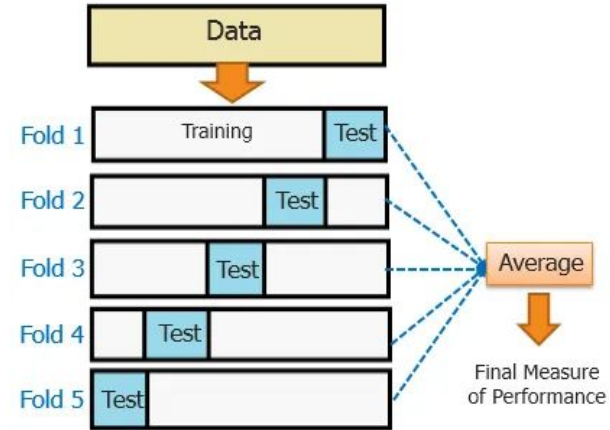 Data
Fold 1
Training
Test
Fold 2
Test
Fold 3
Test
Average
Fold 4
Test
Final Measure
of Performance
Fold 5
Test